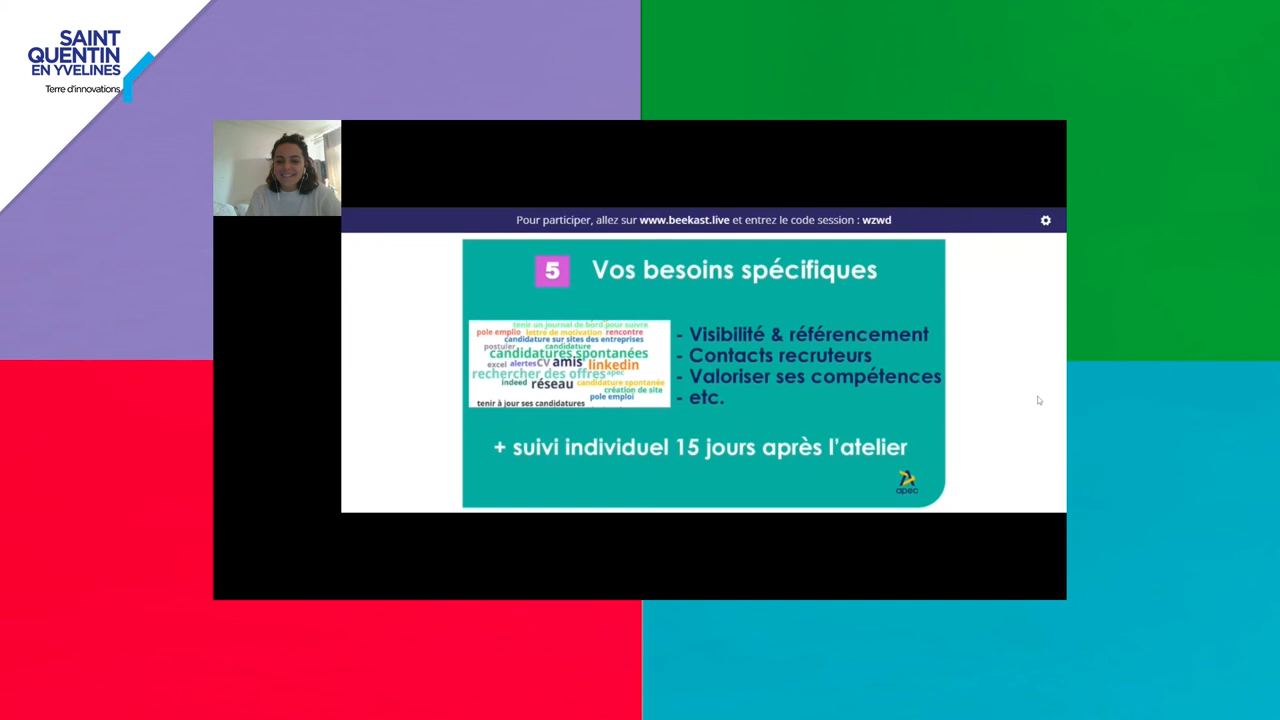 SAINT
QUENTIN
EN YVELINES
Terre d'innovations
Pour participer, allez sur www.beekast.live et entrez le code session : wzwd
5 Vos besoins spécifiques
tenir un journal de bord pour suivre
pole emplio lettre de motivation rencontre
candidature sur sites des entreprises
postuler candidature
candidatures spontanées
excel alertes CV amis linkedin
rechercher des offres apec
indeed réseau candidature spontanée
création de site
pole emploi
tenir à jour ses candidatures
- Visibilité & référencement
- Contacts recruteurs
- Valoriser ses compétences
- etc.
+ suivi individuel 15 jours après l'atelier
apec